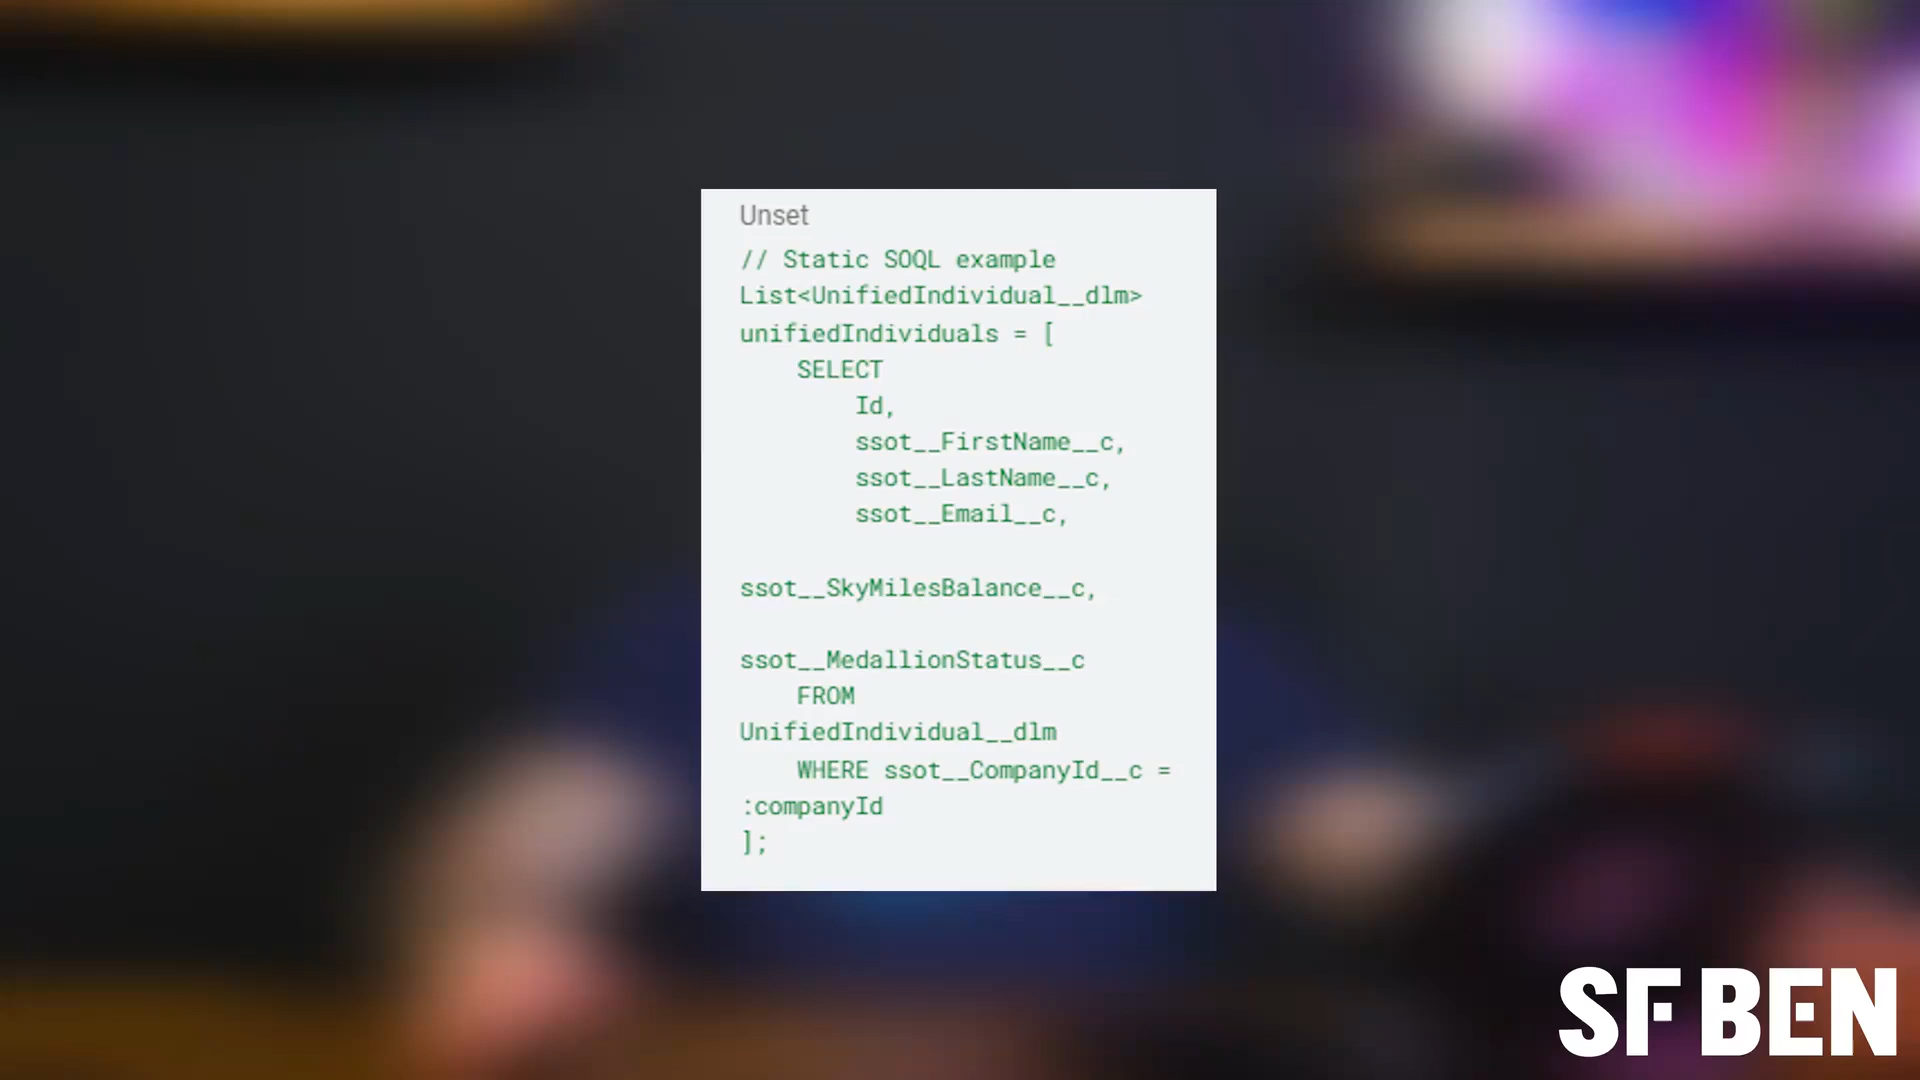 Unset
// Static SOQL example
List<UnifiedIndividual__dlm>
unifiedIndividuals = [
    SELECT
        Id,
        ssot__FirstName__c,
        ssot__LastName__c,
        ssot__Email__c,
ssot__SkyMilesBalance__c,
ssot__MedallionStatus__c
    FROM
UnifiedIndividual__dlm
    WHERE ssot__CompanyId__c =
:companyId
];
SF BEN